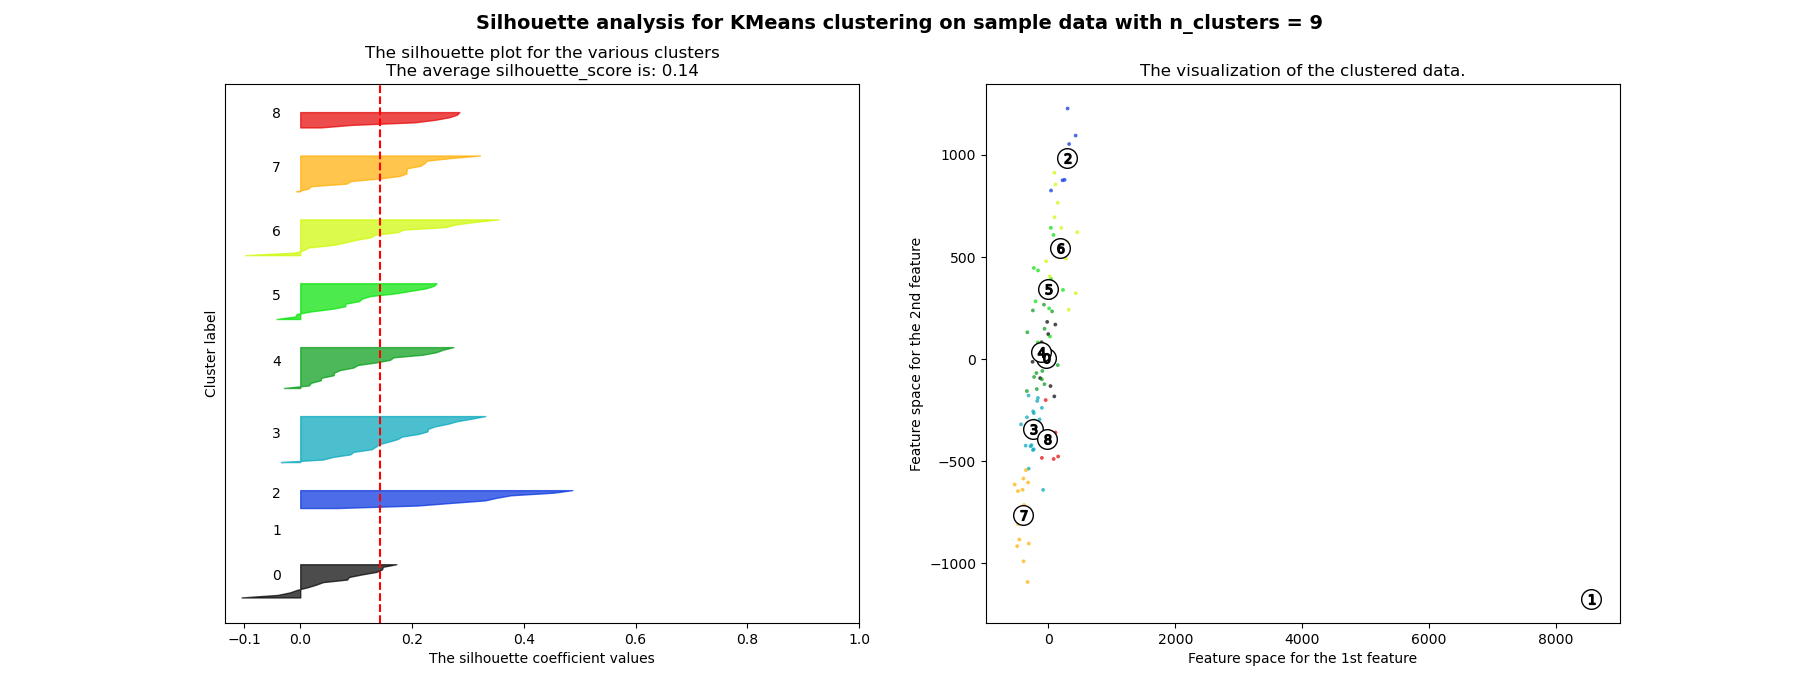 Silhouette analysis for KMeans clustering on sample data with n_clusters = 9
The silhouette plot for the various clusters
The average silhouette_score is: 0.14
8
7
6
5
4
3
2
1
0
Cluster label
−0.1 0.0 0.2 0.4 0.6 0.8 1.0
The silhouette coefficient values
The visualization of the clustered data.
1000
500
0
−500
−1000
Feature space for the 2nd feature
2
6
5
4
0
3
8
7
1
0 2000 4000 6000 8000
Feature space for the 1st feature